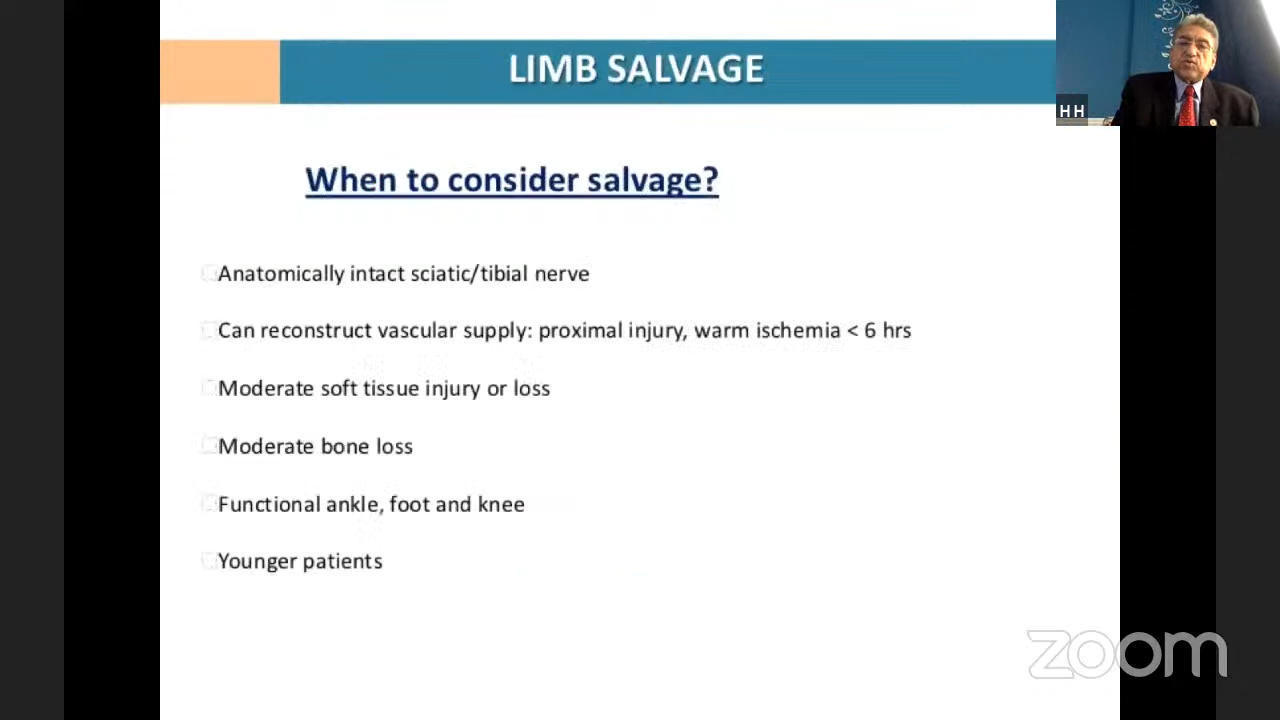 LIMB SALVAGE
HH
When to consider salvage?
Anatomically intact sciatic/tibial nerve
Can reconstruct vascular supply: proximal injury, warm ischemia < 6 hrs
Moderate soft tissue injury or loss
Moderate bone loss
Functional ankle, foot and knee
Younger patients
zoom